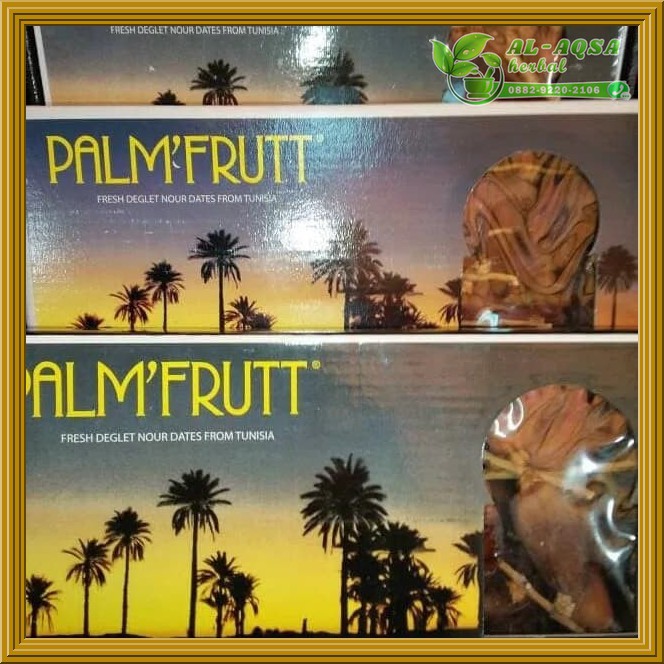 FRESH DEGLET NOUR DATES FROM TUNISIA
AL-AQSA
herbal
0882-9220-2106
PALM'FRUTT®
FRESH DEGLET NOUR DATES FROM TUNISIA
PALM'FRUTT®
FRESH DEGLET NOUR DATES FROM TUNISIA